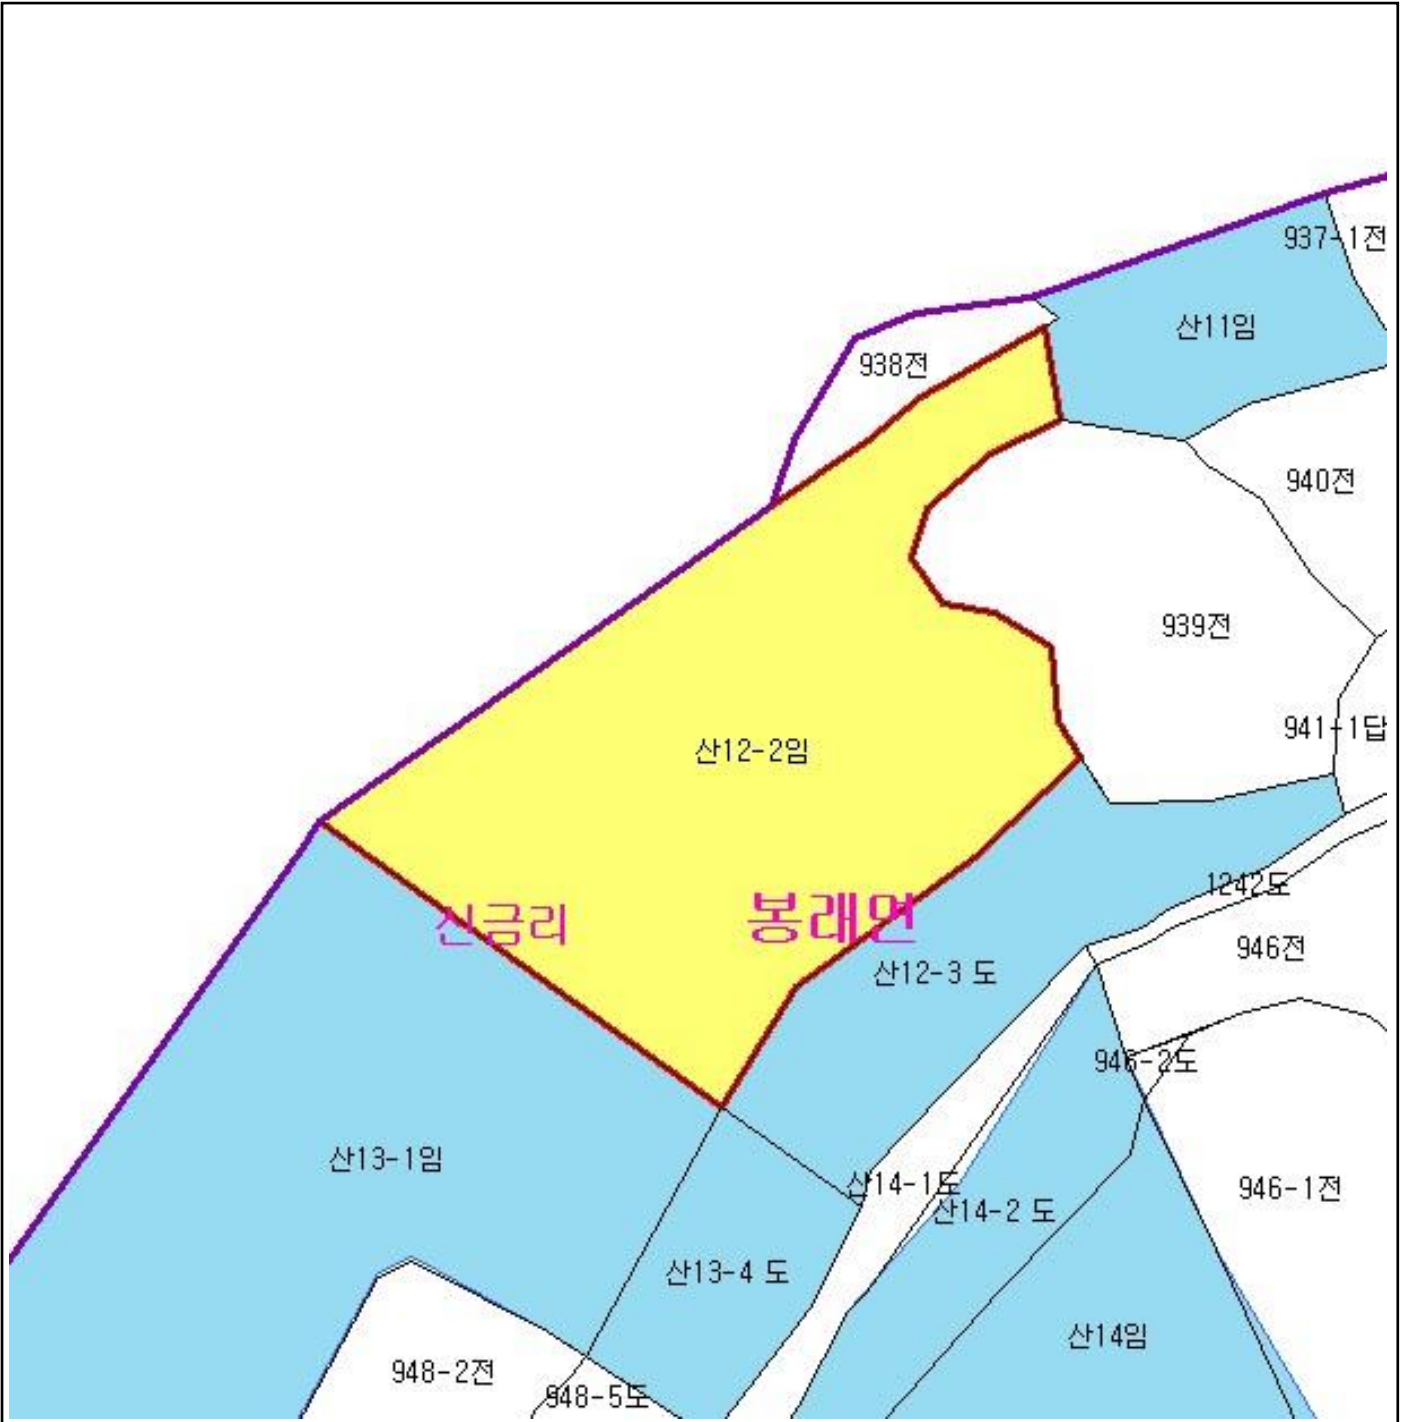 937-1전
산11임
938전
940전
939전
941-1답
산12-2임
1242도
신금리
봉래면
946전
산12-3 도
946-2도
산13-1임
산14-1도
946-1전
산14-2 도
산13-4 도
산14임
948-2전
948-5도